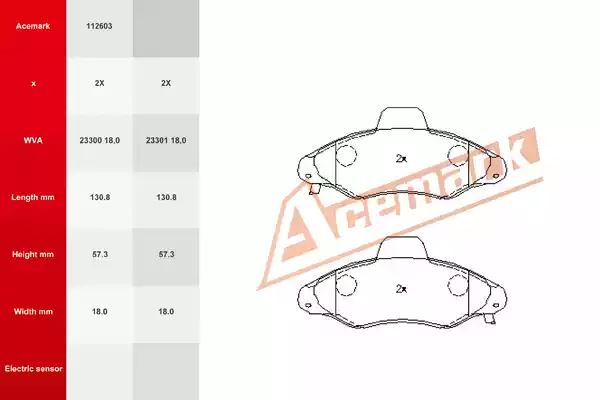 Acemark 112603
x 2X 2X
WVA 23300 18,0 23301 18,0
Length mm 130.8 130.8
Height mm 57.3 57.3
Width mm 18.0 18.0
Electric sensor
2x
2x
Acemark